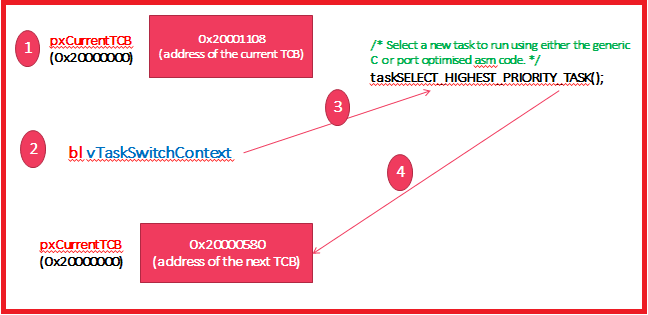 1
pxCurrentTCB
(0x20000000)
0x20001108
(address of the current TCB)
/* Select a new task to run using either the generic
C or port optimised asm code. */
taskSELECT_HIGHEST_PRIORITY_TASK();
3
2
bl vTaskSwitchContext
4
pxCurrentTCB
(0x20000000)
0x20000580
(address of the next TCB)